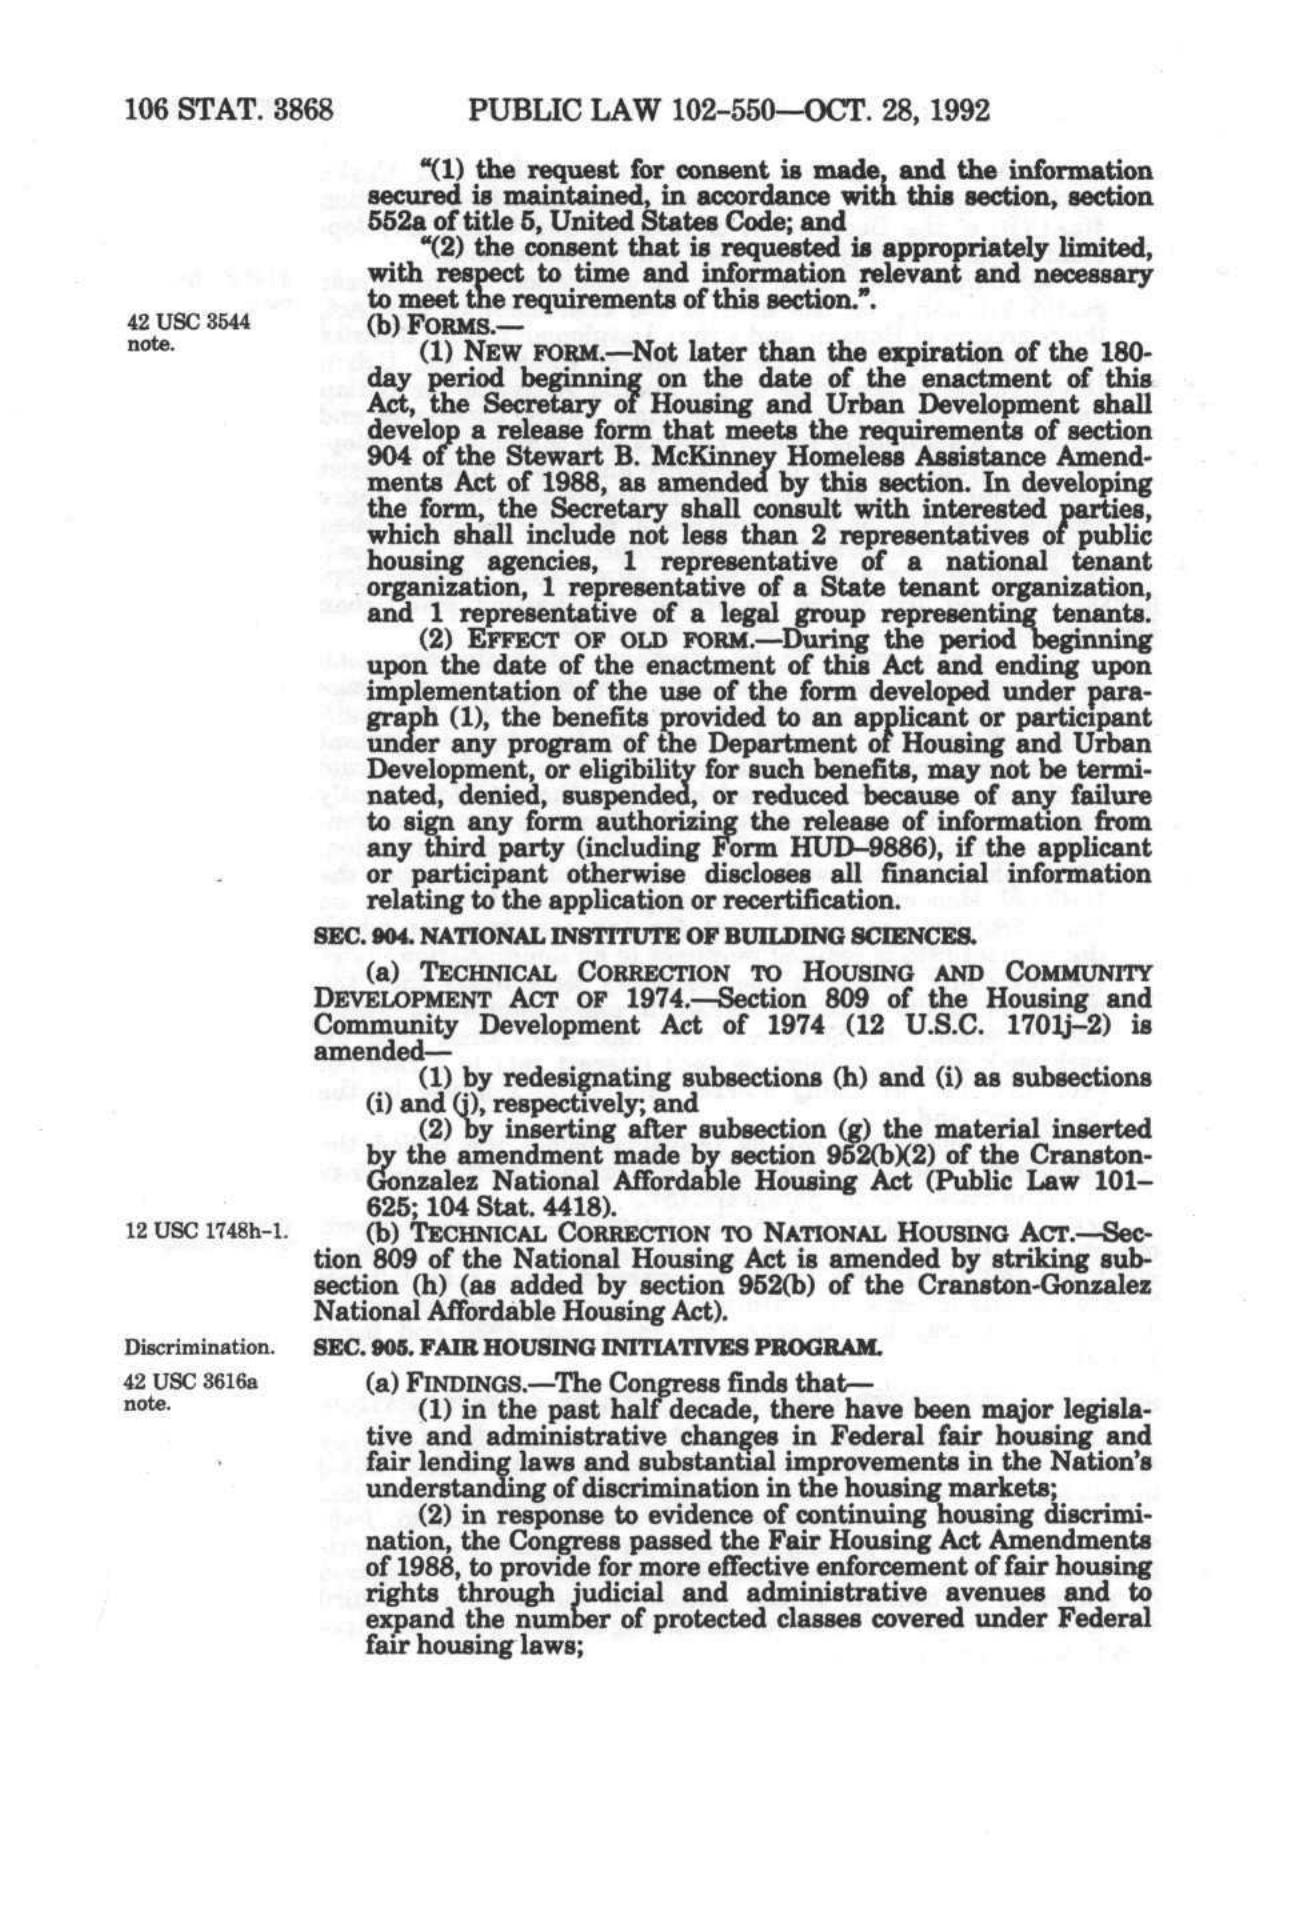 106 STAT. 3868 PUBLIC LAW 102-550—OCT. 28, 1992
"(1) the request for consent is made, and the information
secured is maintained, in accordance with this section, section
552a of title 5, United States Code; and
"(2) the consent that is requested is appropriately limited,
with respect to time and information relevant and necessary
to meet the requirements of this section.".
42 USC 3544
note.
(b) FORMS.—
(1) NEW FORM.—Not later than the expiration of the 180-
day period beginning on the date of the enactment of this
Act, the Secretary of Housing and Urban Development shall
develop a release form that meets the requirements of section
904 of the Stewart B. McKinney Homeless Assistance Amend-
ments Act of 1988, as amended by this section. In developing
the form, the Secretary shall consult with interested parties,
which shall include not less than 2 representatives of public
housing agencies, 1 representative of a national tenant
organization, 1 representative of a State tenant organization,
and 1 representative of a legal group representing tenants.
(2) EFFECT OF OLD FORM.—During the period beginning
upon the date of the enactment of this Act and ending upon
implementation of the use of the form developed under para-
graph (1), the benefits provided to an applicant or participant
under any program of the Department of Housing and Urban
Development, or eligibility for such benefits, may not be termi-
nated, denied, suspended, or reduced because of any failure
to sign any form authorizing the release of information from
any third party (including Form HUD–9886), if the applicant
or participant otherwise discloses all financial information
relating to the application or recertification.
SEC. 904. NATIONAL INSTITUTE OF BUILDING SCIENCES.
(a) TECHNICAL CORRECTION TO HOUSING AND COMMUNITY
DEVELOPMENT ACT OF 1974.—Section 809 of the Housing and
Community Development Act of 1974 (12 U.S.C. 1701j–2) is
amended—
(1) by redesignating subsections (h) and (i) as subsections
(i) and (j), respectively; and
(2) by inserting after subsection (g) the material inserted
by the amendment made by section 952(b)(2) of the Cranston-
Gonzalez National Affordable Housing Act (Public Law 101–
625; 104 Stat. 4418).
12 USC 1748h-1.
(b) TECHNICAL CORRECTION TO NATIONAL HOUSING ACT.—Sec-
tion 809 of the National Housing Act is amended by striking sub-
section (h) (as added by section 952(b) of the Cranston-Gonzalez
National Affordable Housing Act).
Discrimination.
SEC. 905. FAIR HOUSING INITIATIVES PROGRAM.
42 USC 3616a
note.
(a) FINDINGS.—The Congress finds that—
(1) in the past half decade, there have been major legisla-
tive and administrative changes in Federal fair housing and
fair lending laws and substantial improvements in the Nation's
understanding of discrimination in the housing markets;
(2) in response to evidence of continuing housing discrimi-
nation, the Congress passed the Fair Housing Act Amendments
of 1988, to provide for more effective enforcement of fair housing
rights through judicial and administrative avenues and to
expand the number of protected classes covered under Federal
fair housing laws;